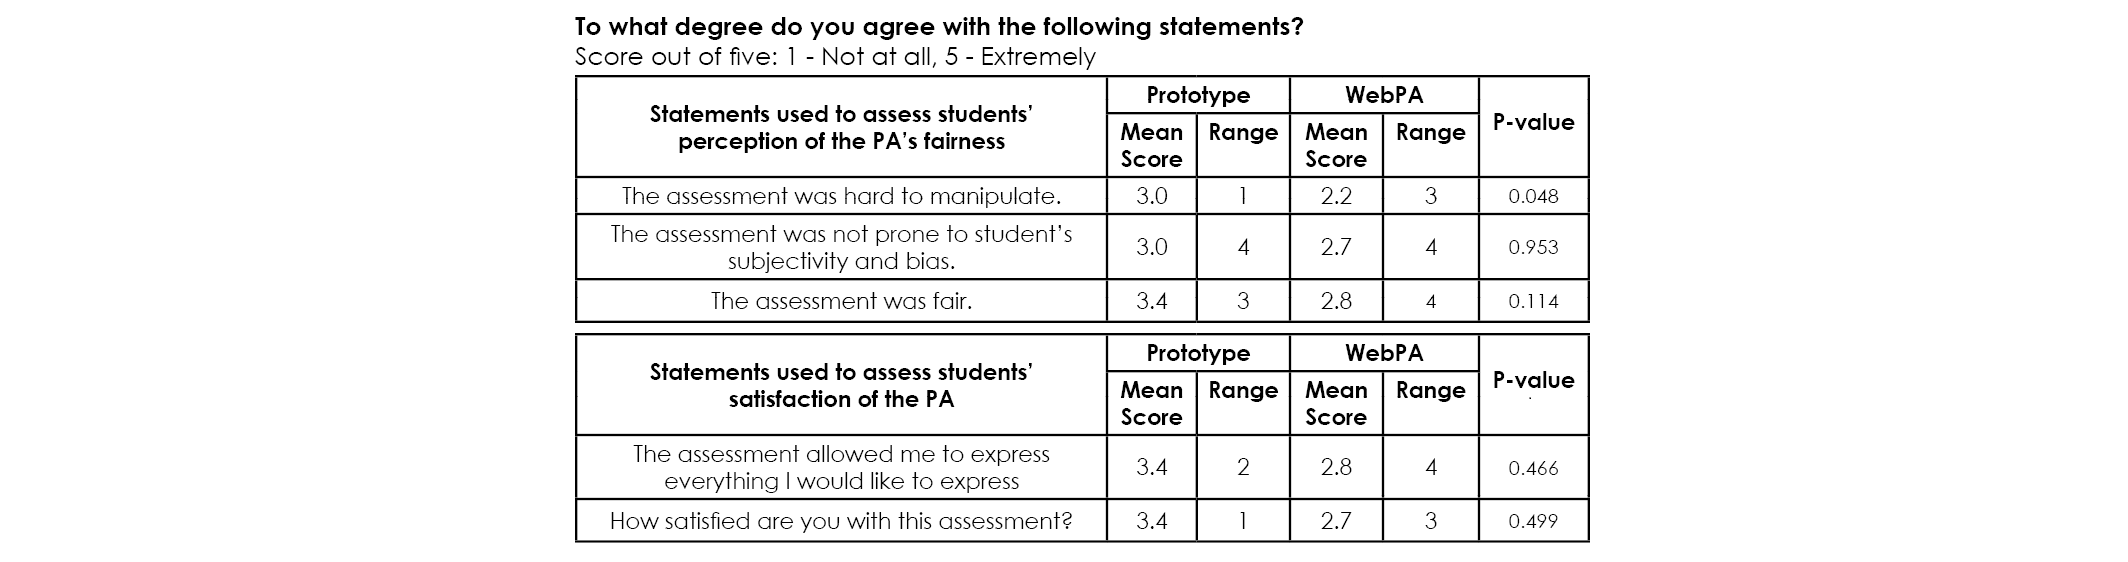 To what degree do you agree with the following statements?
Score out of five: 1 - Not at all, 5 - Extremely
Statements used to assess students’
perception of the PA’s fairness
Prototype
WebPA
P-value
Mean
Score
Range
Mean
Score
Range
The assessment was hard to manipulate.
3.0
1
2.2
3
0.048
The assessment was not prone to student’s
subjectivity and bias.
3.0
4
2.7
4
0.953
The assessment was fair.
3.4
3
2.8
4
0.114
Statements used to assess students’
satisfaction of the PA
Prototype
WebPA
P-value
Mean
Score
Range
Mean
Score
Range
The assessment allowed me to express
everything I would like to express
3.4
2
2.8
4
0.466
How satisfied are you with this assessment?
3.4
1
2.7
3
0.499